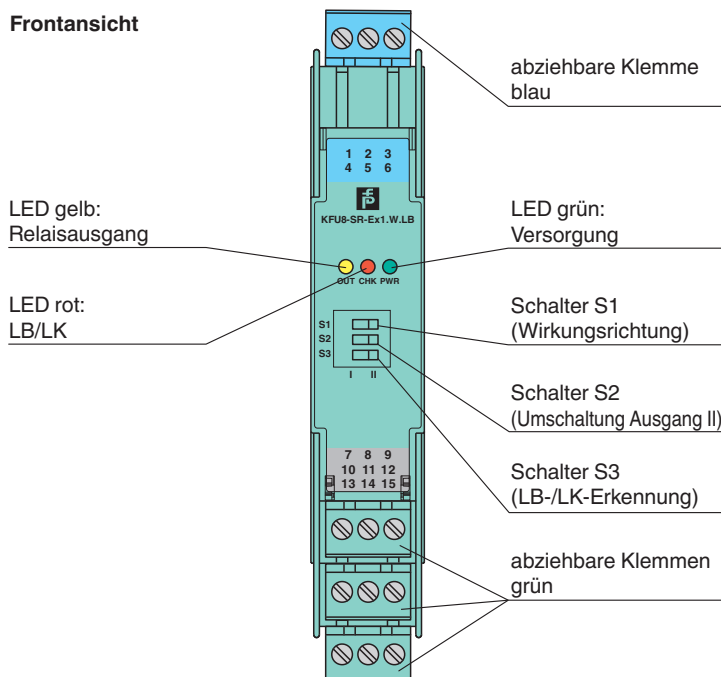 Frontansicht
abziehbare Klemme
blau
1 2 3
4 5 6
KFU8-SR-Ex1.W.LB
LED gelb:
Relaisausgang
LED grün:
Versorgung
OUT CHK PWR
LED rot:
LB/LK
Schalter S1
(Wirkungsrichtung)
S1
S2
S3
I II
Schalter S2
(Umschaltung Ausgang II)
7 8 9
10 11 12
13 14 15
Schalter S3
(LB-/LK-Erkennung)
abziehbare Klemmen
grün